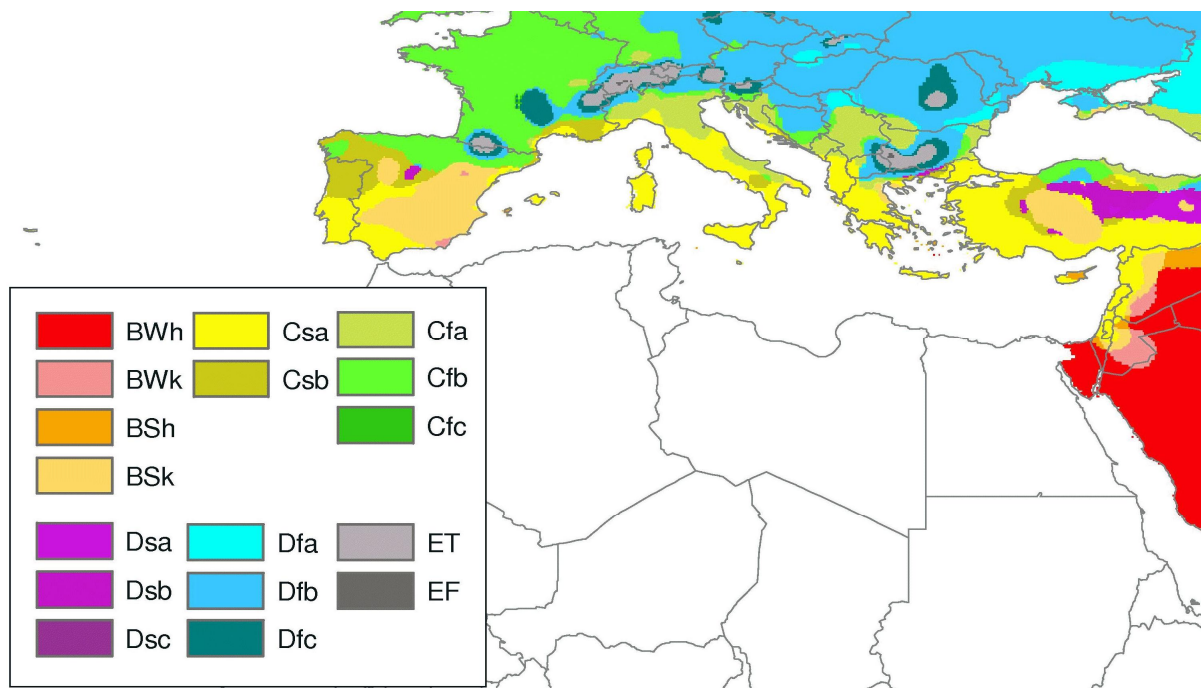 BWh Csa Cfa
BWk Csb Cfb
BSh Cfc
BSk
Dsa Dfa ET
Dsb Dfb EF
Dsc Dfc